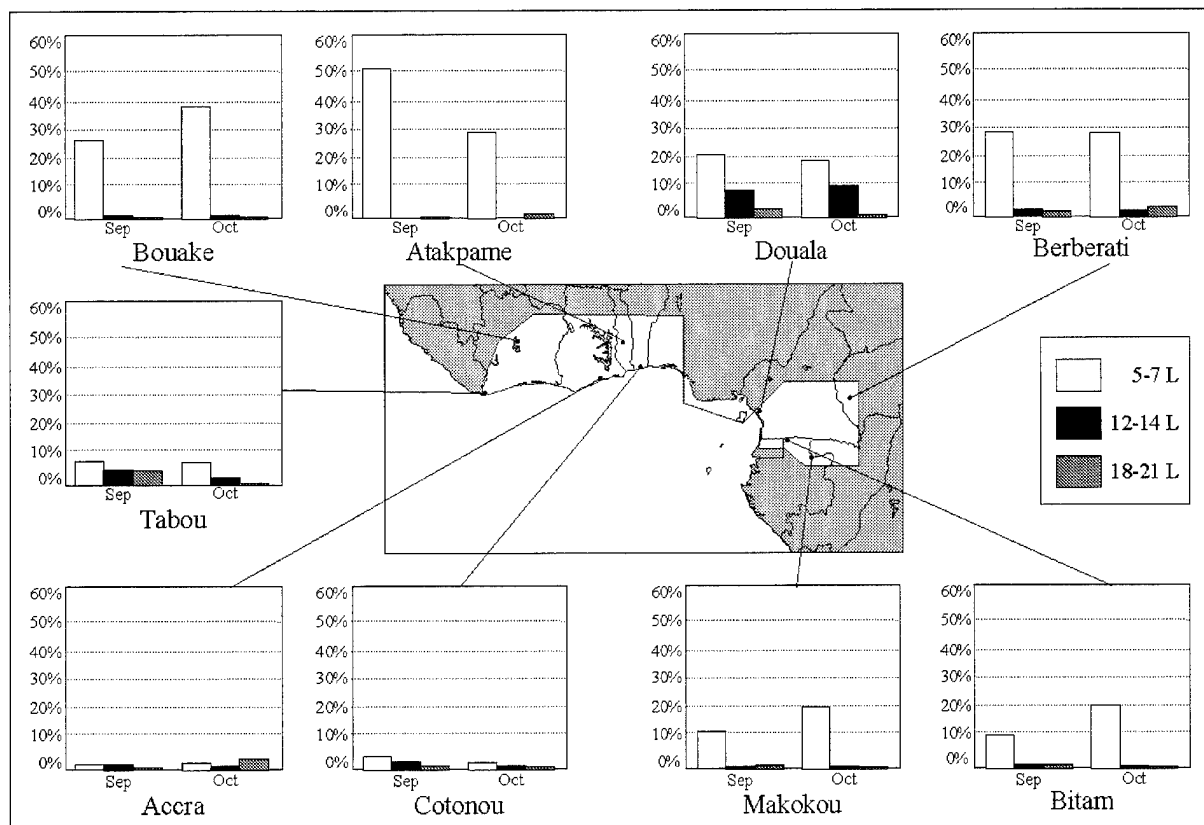 60%
50%
40%
30%
20%
10%
0%
Sep
Oct
Bouake
60%
50%
40%
30%
20%
10%
0%
Sep
Oct
Atakpame
60%
50%
40%
30%
20%
10%
0%
Sep
Oct
Douala
60%
50%
40%
30%
20%
10%
0%
Sep
Oct
Berberati
60%
50%
40%
30%
20%
10%
0%
Sep
Oct
Tabou
5-7 L
12-14 L
18-21 L
60%
50%
40%
30%
20%
10%
0%
Sep
Oct
Accra
60%
50%
40%
30%
20%
10%
0%
Sep
Oct
Cotonou
60%
50%
40%
30%
20%
10%
0%
Sep
Oct
Makokou
60%
50%
40%
30%
20%
10%
0%
Sep
Oct
Bitam